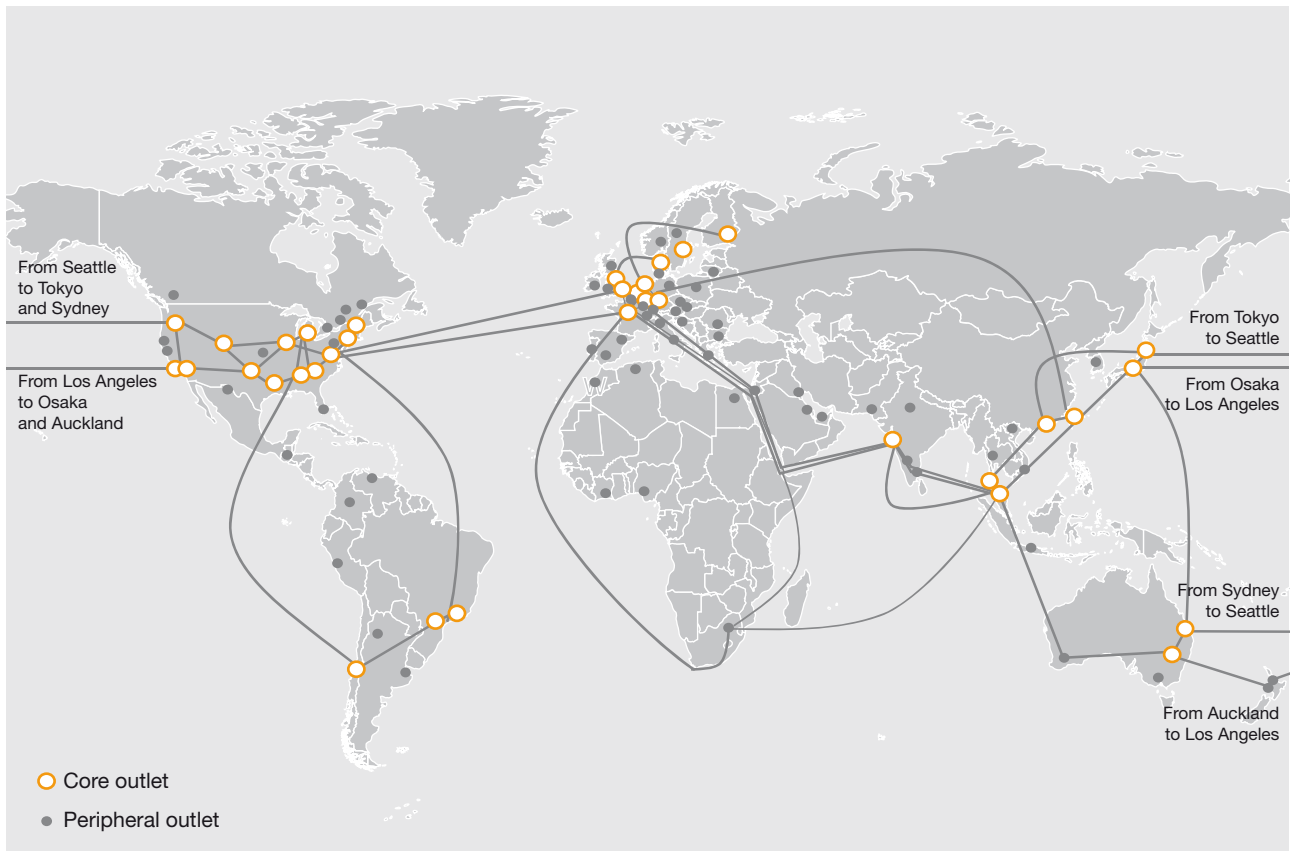 From Seattle
to Tokyo
and Sydney
From Los Angeles
to Osaka
and Auckland
From Tokyo
to Seattle
From Osaka
to Los Angeles
From Sydney
to Seattle
From Auckland
to Los Angeles
Core outlet
Peripheral outlet